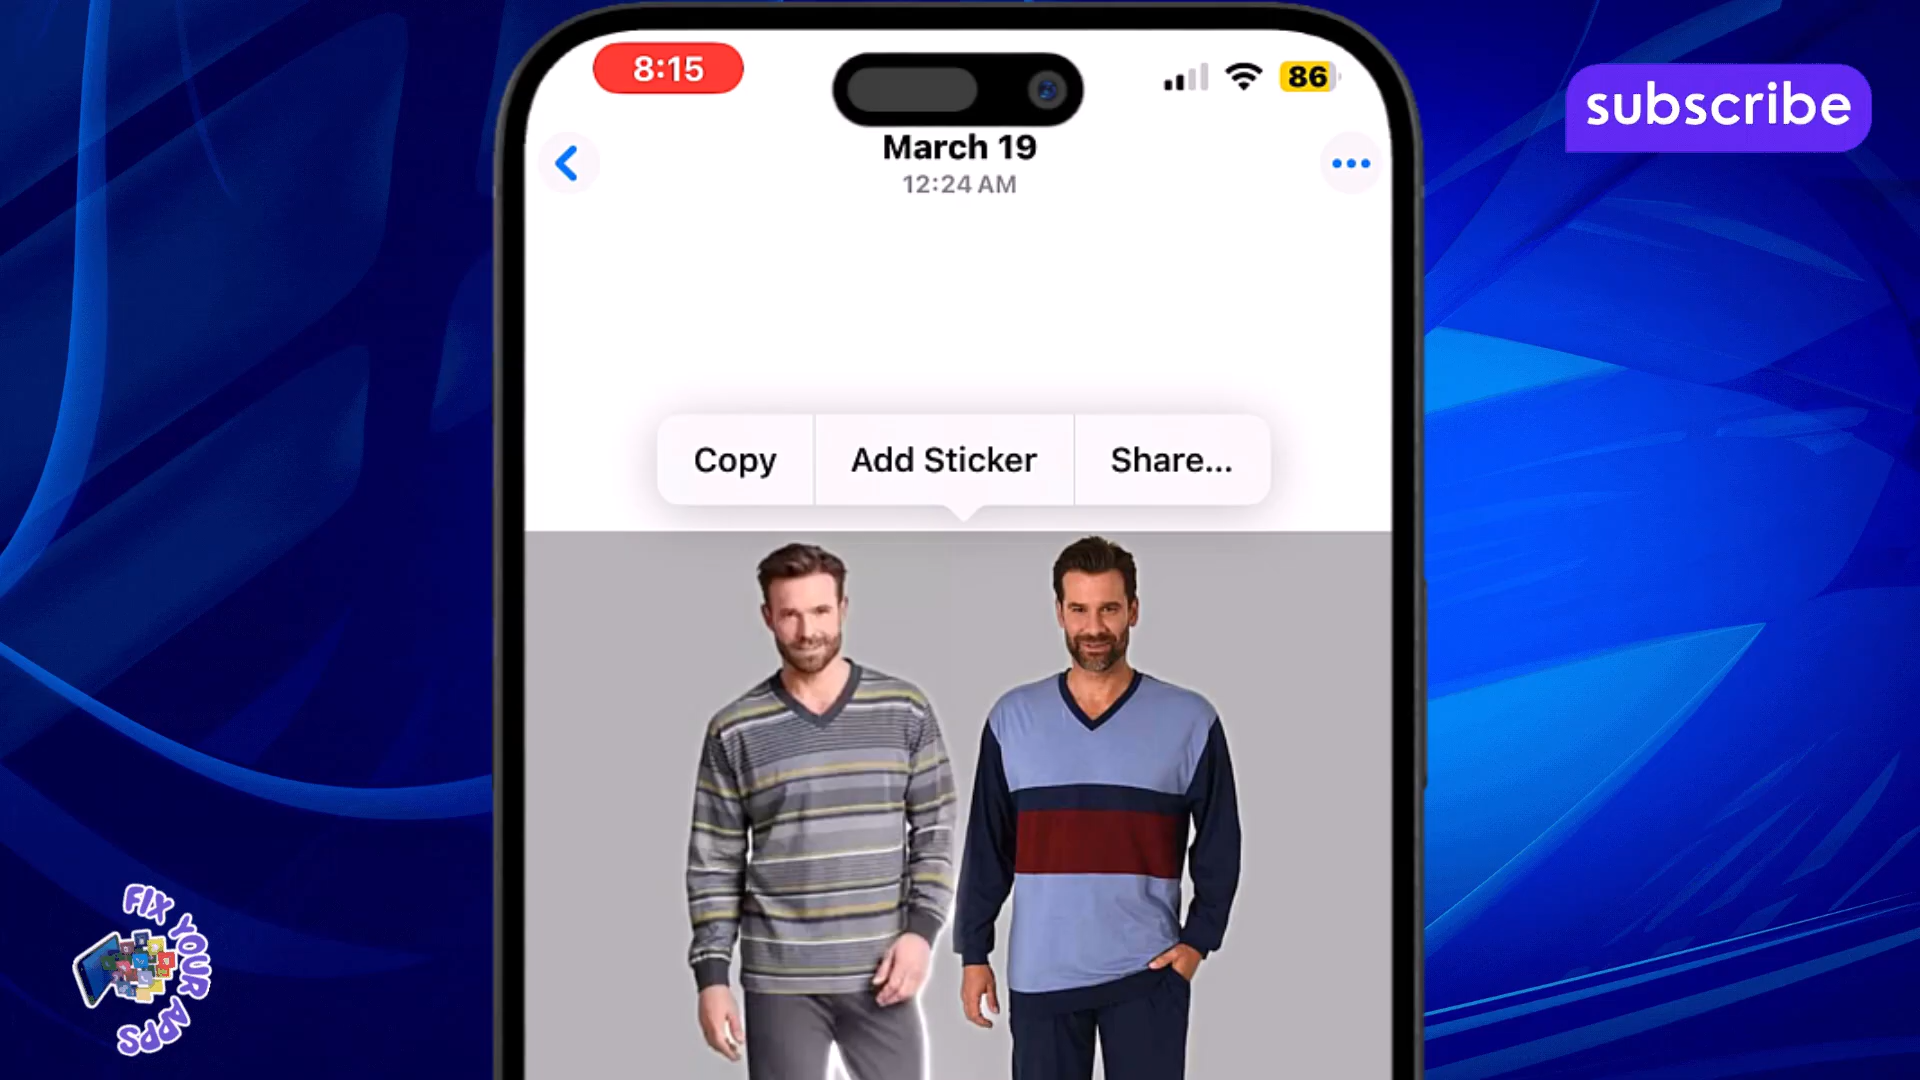 8:15
86
subscribe
March 19
12:24 AM
Copy
Add Sticker
Share...
FIX YOUR APPS